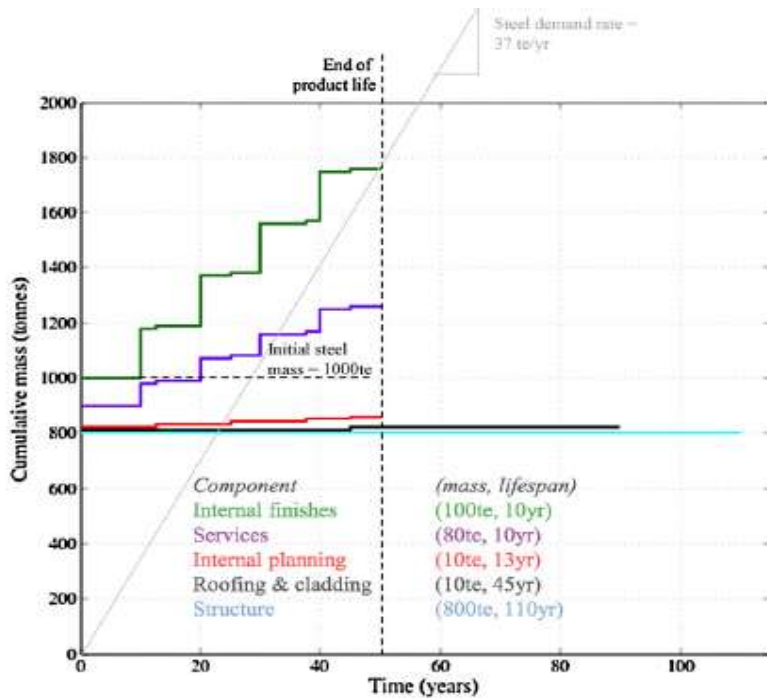 Steel demand rate =
37 te/yr
End of
product life
2000
1800
1600
1400
1200
1000
800
600
400
200
0
Cumulative mass (tonnes)
Initial steel
mass = 1000te
Component (mass, lifespan)
Internal finishes (100te, 10yr)
Services (80te, 10yr)
Internal planning (10te, 13yr)
Roofing & cladding (10te, 45yr)
Structure (800te, 110yr)
0 20 40 60 80 100
Time (years)